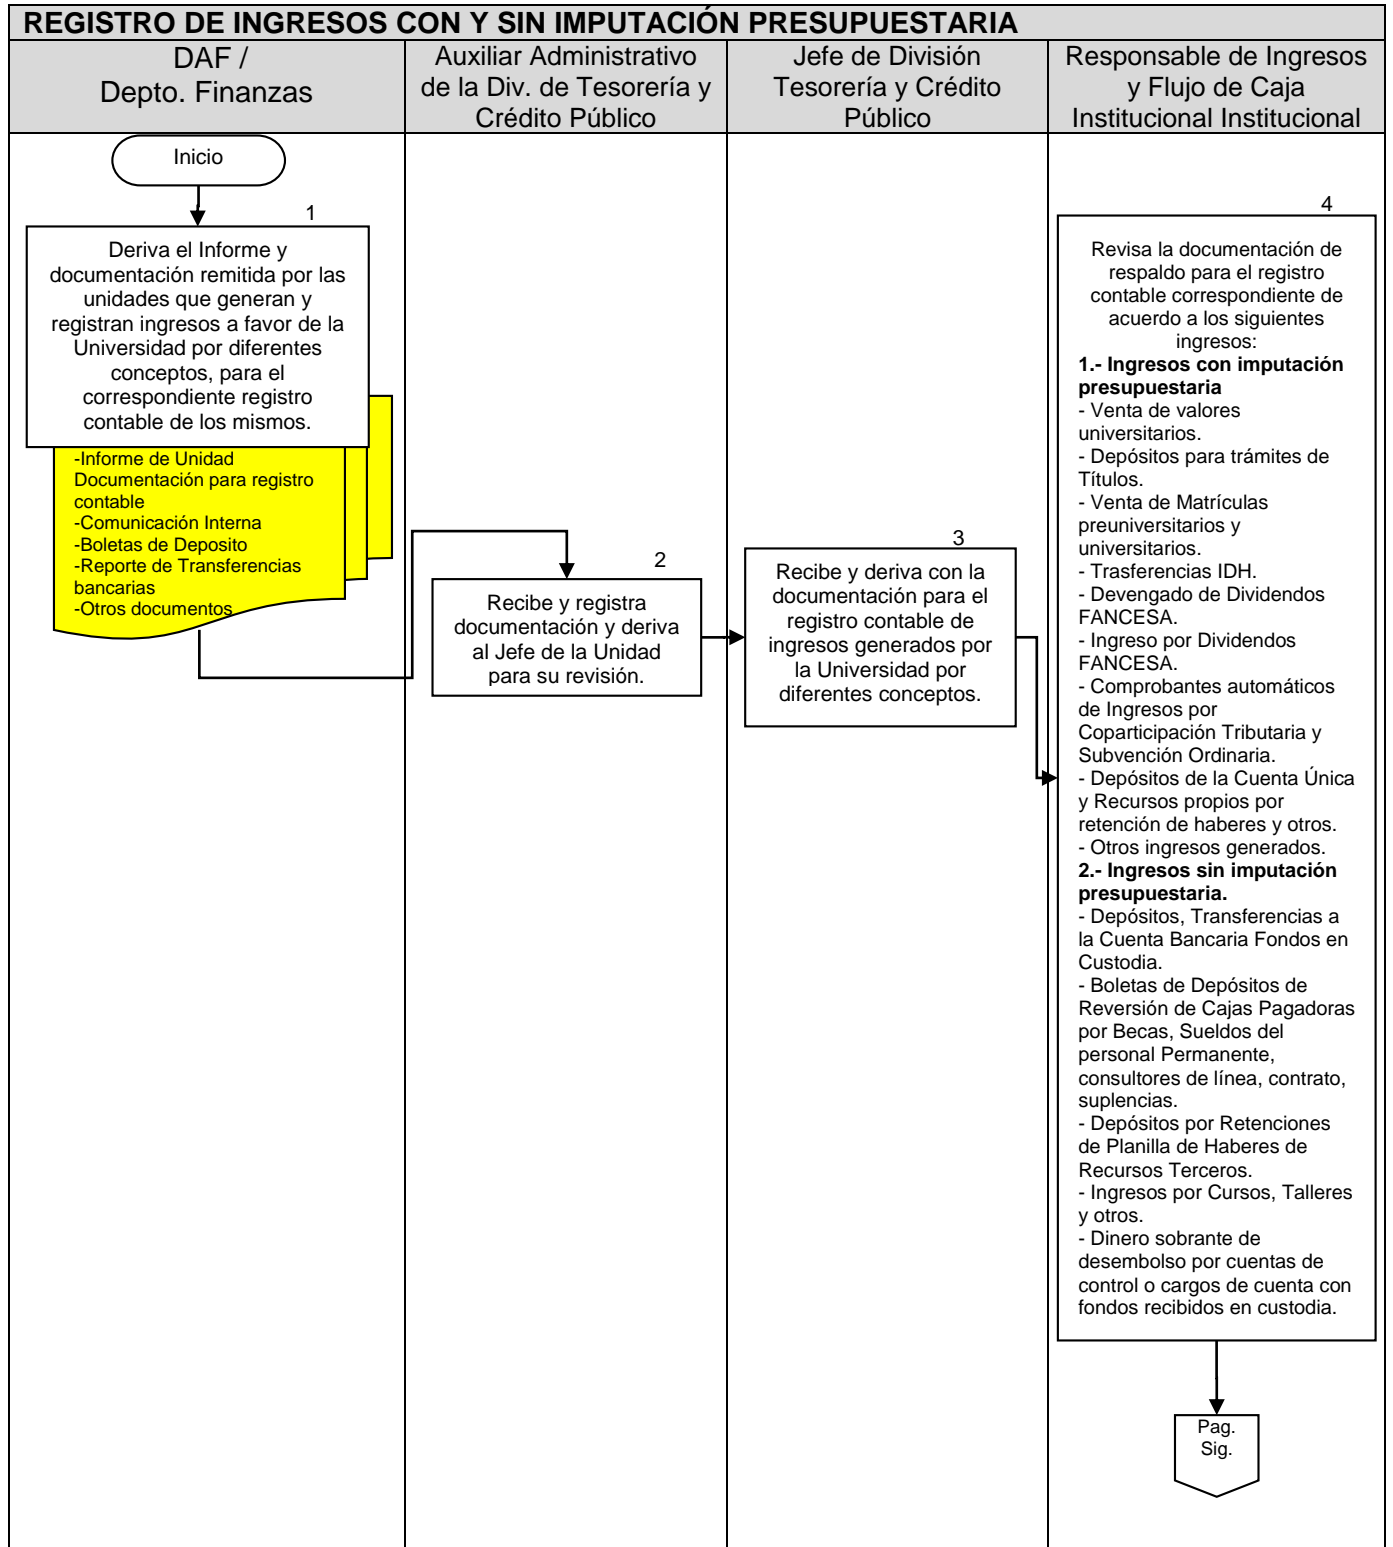 REGISTRO DE INGRESOS CON Y SIN IMPUTACIÓN PRESUPUESTARIA
DAF /
Depto. Finanzas
Auxiliar Administrativo
de la Div. de Tesorería y
Crédito Público
Jefe de División
Tesorería y Crédito
Público
Responsable de Ingresos
y Flujo de Caja
Institucional Institucional
Inicio
1
Deriva el Informe y
documentación remitida por las
unidades que generan y
registran ingresos a favor de la
Universidad por diferentes
conceptos, para el
correspondiente registro
contable de los mismos.
-Informe de Unidad
Documentación para registro
contable
-Comunicación Interna
-Boletas de Deposito
-Reporte de Transferencias
bancarias
-Otros documentos
2
Recibe y registra
documentación y deriva
al Jefe de la Unidad
para su revisión.
3
Recibe y deriva con la
documentación para el
registro contable de
ingresos generados por
la Universidad por
diferentes conceptos.
4
Revisa la documentación de
respaldo para el registro
contable correspondiente de
acuerdo a los siguientes
ingresos:
1.- Ingresos con imputación
presupuestaria
- Venta de valores
universitarios.
- Depósitos para trámites de
Títulos.
- Venta de Matrículas
preuniversitarios y
universitarios.
- Trasferencias IDH.
- Devengado de Dividendos
FANCESA.
- Ingreso por Dividendos
FANCESA.
- Comprobantes automáticos
de Ingresos por
Coparticipación Tributaria y
Subvención Ordinaria.
- Depósitos de la Cuenta Única
y Recursos propios por
retención de haberes y otros.
- Otros ingresos generados.
2.- Ingresos sin imputación
presupuestaria.
- Depósitos, Transferencias a
la Cuenta Bancaria Fondos en
Custodia.
- Boletas de Depósitos de
Reversión de Cajas Pagadoras
por Becas, Sueldos del
personal Permanente,
consultores de línea, contrato,
suplencias.
- Depósitos por Retenciones
de Planilla de Haberes de
Recursos Terceros.
- Ingresos por Cursos, Talleres
y otros.
- Dinero sobrante de
desembolso por cuentas de
control o cargos de cuenta con
fondos recibidos en custodia.
Pag.
Sig.